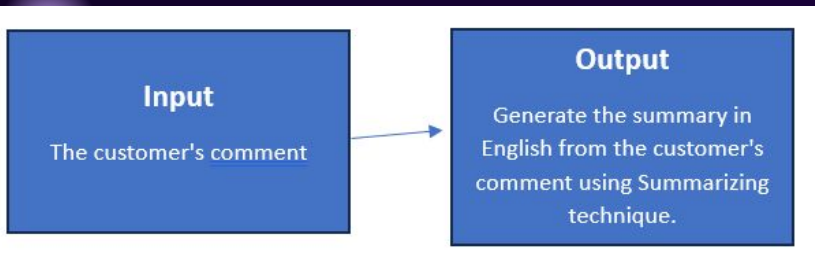 Input
The customer's comment
Output
Generate the summary in
English from the customer's
comment using Summarizing
technique.